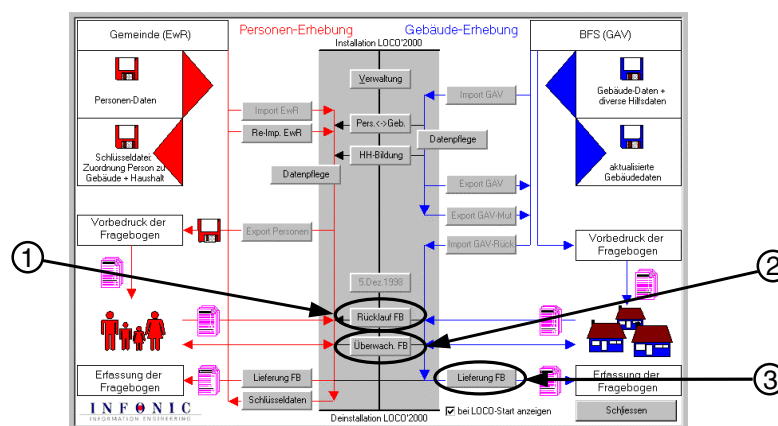 Gemeinde (EwR)
Personen-Erhebung
Gebäude-Erhebung
BFS (GAV)
Installation LOCO'2000
Verwaltung
Personen-Daten
Gebäude-Daten +
diverse Hilfsdaten
Import EwR
Import GAV
Re-Imp. EwR
Pers.<->Geb.
Datenpflege
HH-Bildung
Schlüsseldatei:
Zuordnung Person zu
Gebäude + Haushalt
aktualisierte
Gebäudedaten
Datenpflege
Export GAV
Export GAV-Mut
Vorbedruck der
Fragebogen
Export Personen
Import GAV-Rück
Vorbedruck der
Fragebogen
1
2
5.Dez.1998
Rücklauf FB
Überwach. FB
Erfassung der
Fragebogen
Lieferung FB
Lieferung FB
Erfassung der
Fragebogen
3
Schlüsseldaten
INFONIC
INFORMATION ENGINEERING
Deinstallation LOCO'2000
bei LOCO-Start anzeigen
Schliessen